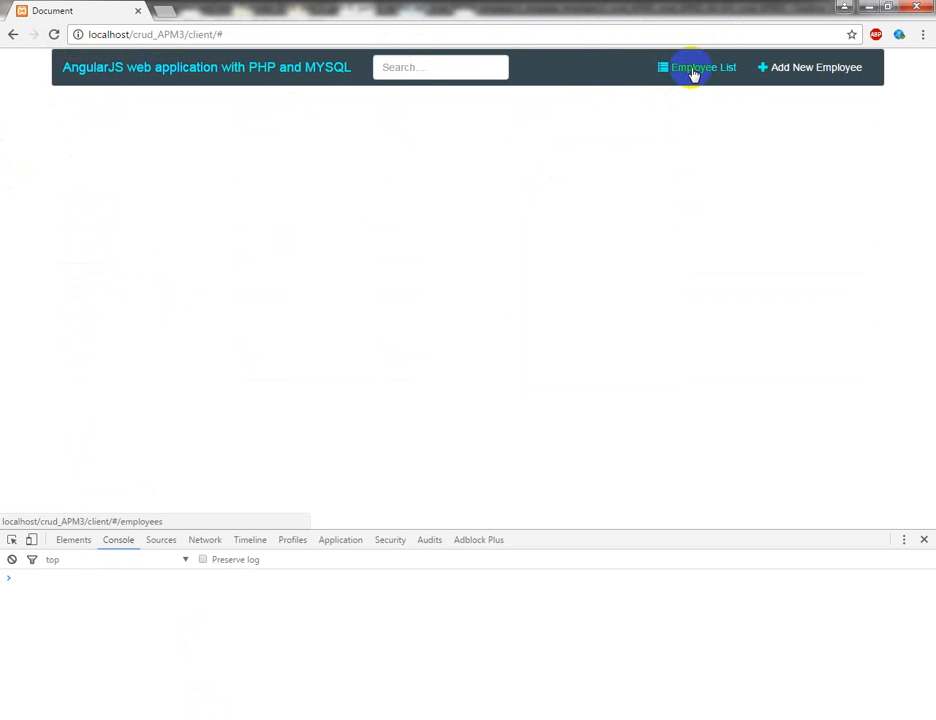 Document
localhost/crud_APM3/client/#
ABP
AngularJS web application with PHP and MYSQL
Search....
Employee List
Add New Employee
localhost/crud_APM3/client/#/employees
Elements Console Sources Network Timeline Profiles Application Security Audits Adblock Plus
top
Preserve log